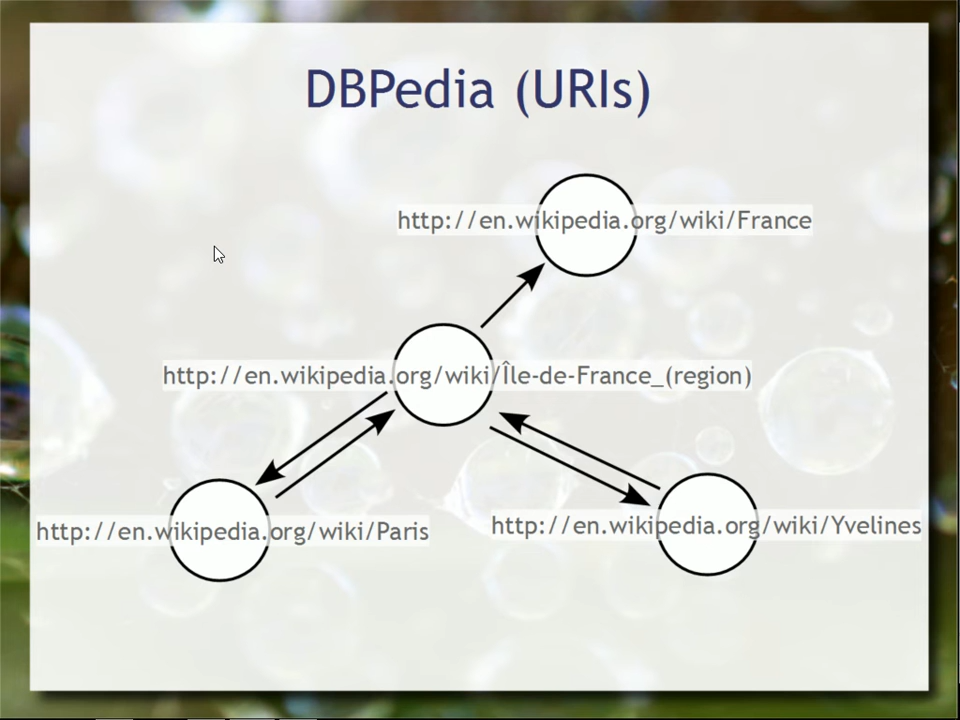 DBPedia (URIs)
http://en.wikipedia.org/wiki/France
http://en.wikipedia.org/wiki/Île-de-France_(region)
http://en.wikipedia.org/wiki/Paris
http://en.wikipedia.org/wiki/Yvelines